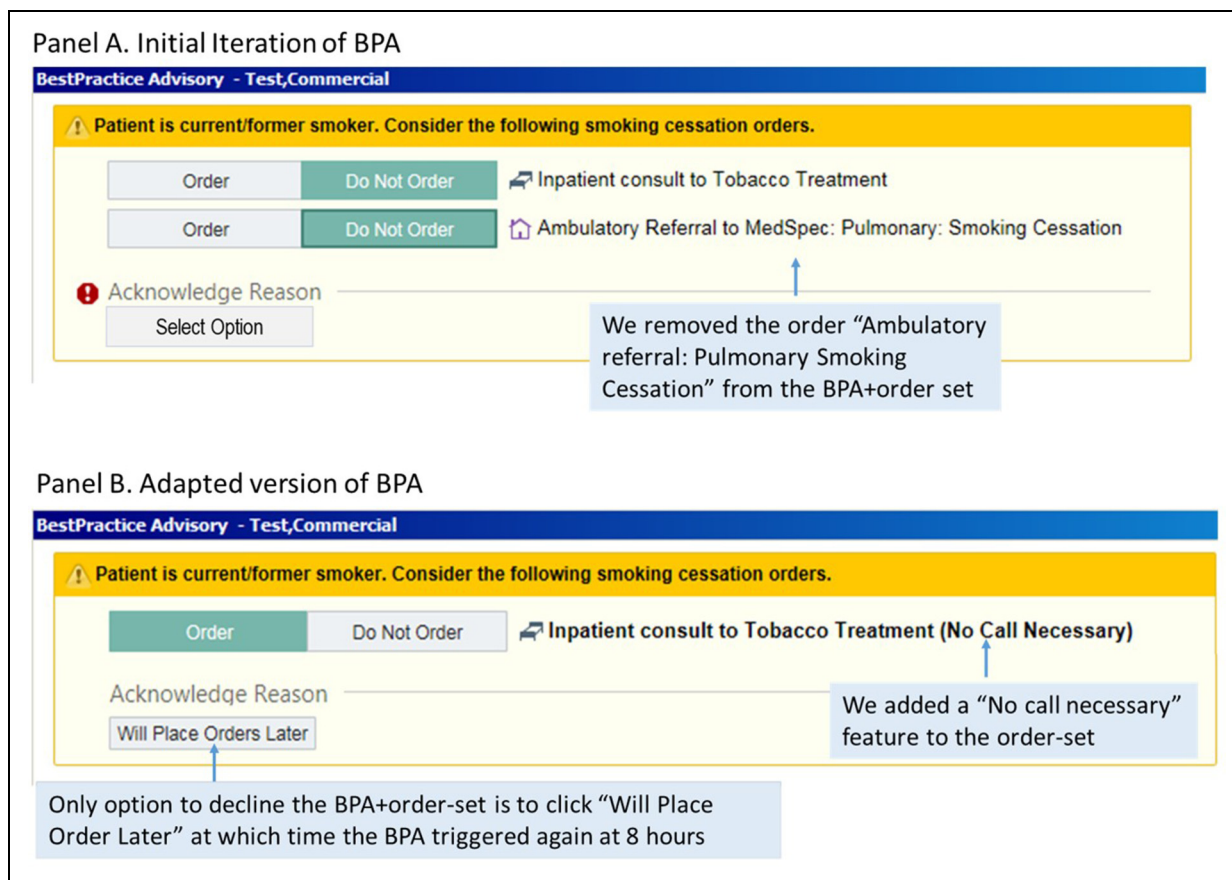 Panel A. Initial Iteration of BPA
BestPractice Advisory - Test,Commercial
Patient is current/former smoker. Consider the following smoking cessation orders.
Order Do Not Order Inpatient consult to Tobacco Treatment
Order Do Not Order Ambulatory Referral to MedSpec: Pulmonary: Smoking Cessation
Acknowledge Reason
Select Option
We removed the order “Ambulatory
referral: Pulmonary Smoking
Cessation” from the BPA+order set
Panel B. Adapted version of BPA
BestPractice Advisory - Test,Commercial
Patient is current/former smoker. Consider the following smoking cessation orders.
Order Do Not Order Inpatient consult to Tobacco Treatment (No Call Necessary)
Acknowledge Reason
Will Place Orders Later
We added a “No call necessary”
feature to the order-set
Only option to decline the BPA+order-set is to click “Will Place
Order Later” at which time the BPA triggered again at 8 hours